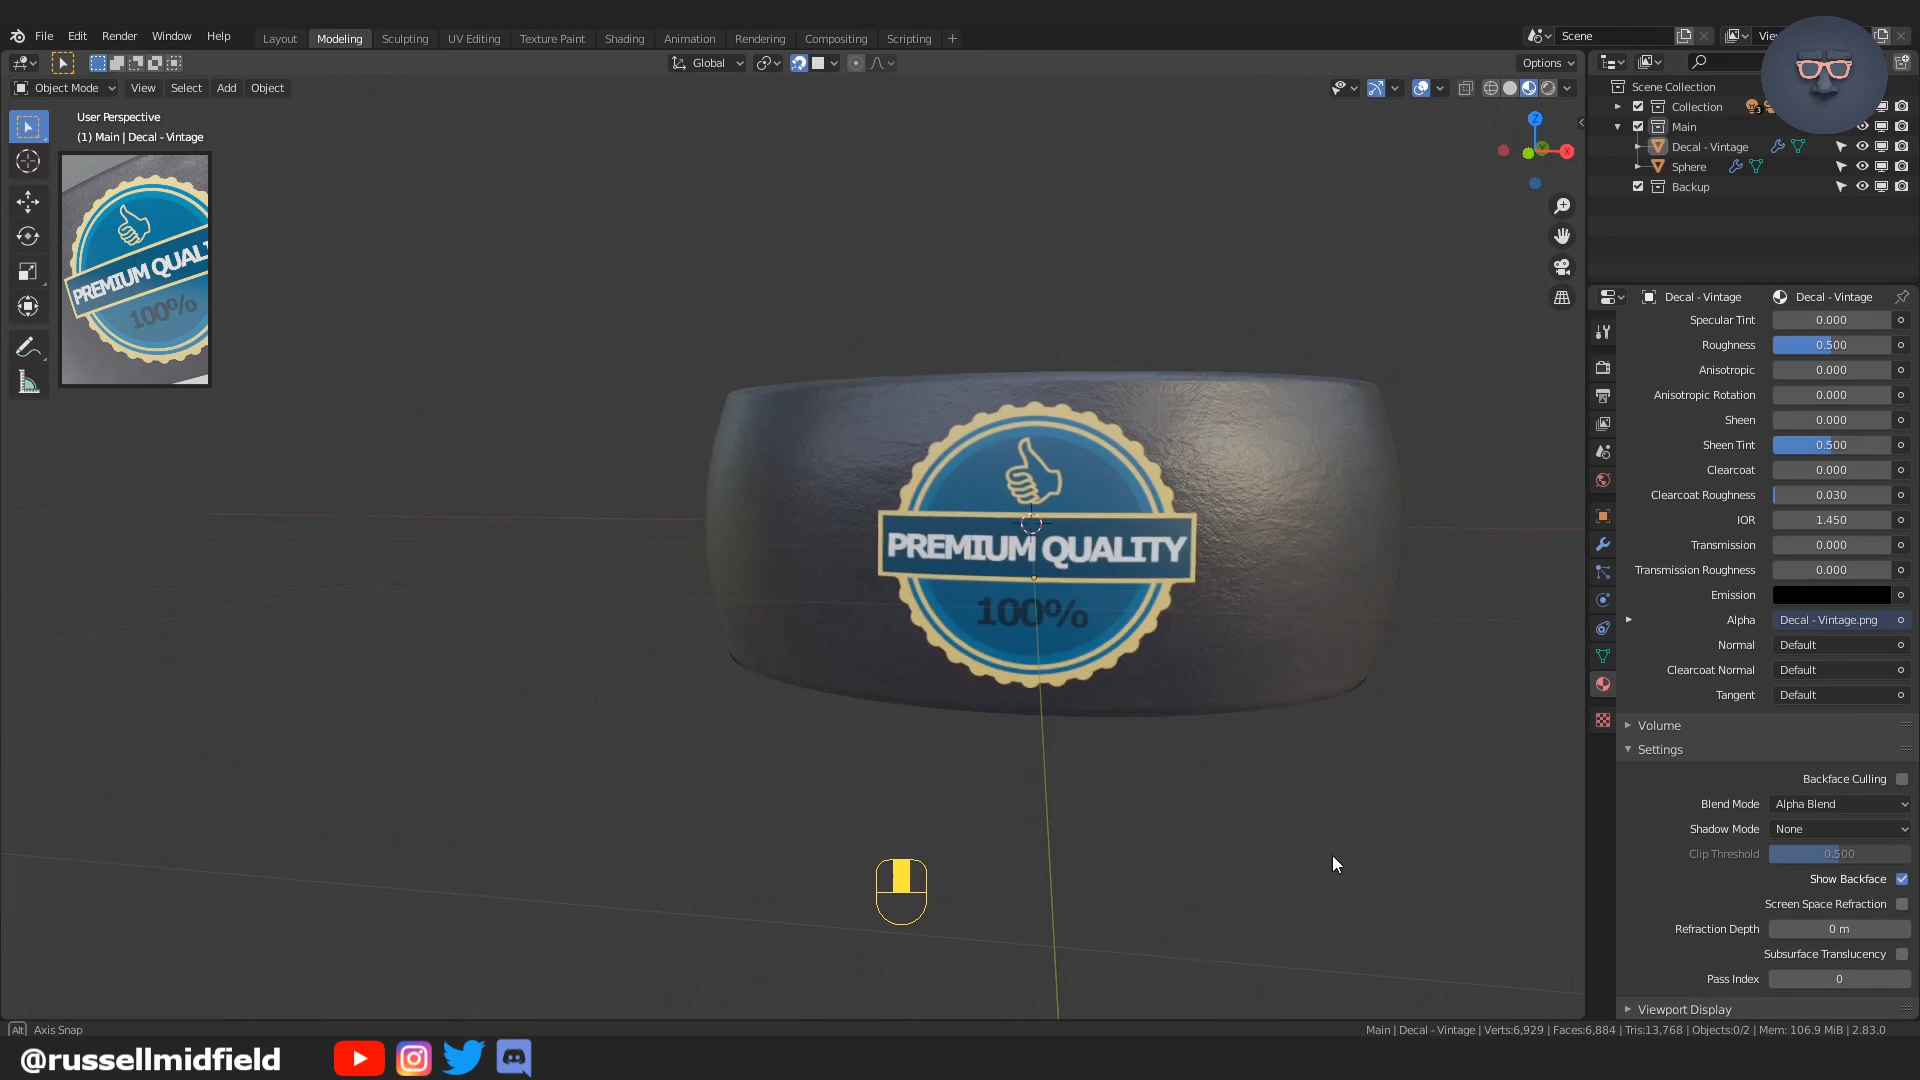 File Edit Render Window Help
Layout Modeling Sculpting UV Editing Texture Paint Shading Animation Rendering Compositing Scripting +
Scene
Global
Options
Object Mode View Select Add Object
User Perspective
(1) Main | Decal - Vintage
PREMIUM QUALI
100%
PREMIUM QUALITY
100%
Z
X
Scene Collection
Collection
Main
Decal - Vintage
Sphere
Backup
Decal - Vintage Decal - Vintage
Specular Tint 0.000
Roughness 0.500
Anisotropic 0.000
Anisotropic Rotation 0.000
Sheen 0.000
Sheen Tint 0.500
Clearcoat 0.000
Clearcoat Roughness 0.030
IOR 1.450
Transmission 0.000
Transmission Roughness 0.000
Emission
Alpha Decal - Vintage.png
Normal Default
Clearcoat Normal Default
Tangent Default
Volume
Settings
Backface Culling
Blend Mode Alpha Blend
Shadow Mode None
Clip Threshold 0.500
Show Backface
Screen Space Refraction
Refraction Depth 0 m
Subsurface Translucency
Pass Index 0
Viewport Display
Alt Axis Snap
Main | Decal - Vintage | Verts:6,929 | Faces:6,884 | Tris:13,768 | Objects:0/2 | Mem: 106.9 MiB | 2.83.0
@russellmidfield